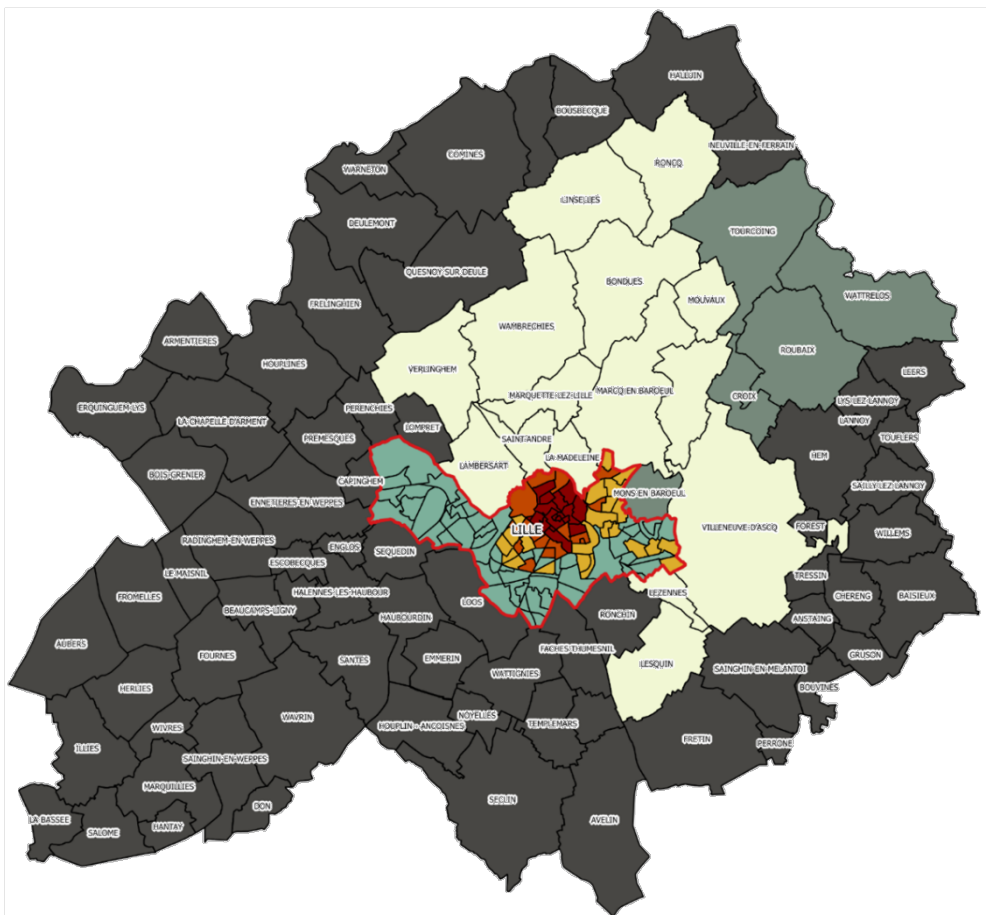 HALLUIN
BOUSBECQUE
NEUVILLE-EN-FERRAIN
COMINES
RONCQ
WARNETON
LINSELLES
DEULEMONT
TOURCOING
QUESNOY SUR DEULE
BONDUES
WATTRELOS
MOUVAUX
FRELINGHIEN
WAMBRECHIES
ARMENTIERES
ROUBAIX
HOUPLINES
VERLINGHEM
LEERS
MARCQ EN BAROEUL
MARQUETTE-LEZ-LILLE
CROIX
LYS LEZ LANNOY
ERQUINGUEM-LYS
PERENCHIES
LANNOY
LA CHAPELLE D'ARMENT
LOMPRET
PREMESQUES
SAINT ANDRE
TOUFLERS
HEM
LA MADELEINE
LAMBERSART
BOIS-GRENIER
CAPINGHEM
SAILLY LEZ LANNOY
MONS EN BAROEUL
ENNETIERES EN WEPPES
LILLE
VILLENEUVE-D'ASCQ
FOREST
WILLEMS
RADINGHEM-EN-WEPPES
ENGLOS
SEQUEDIN
ESCOBECQUES
LE MAISNIL
TRESSIN
HALENNES-LES-HAUBOUR
LEZENNES
CHERENG
BAISIEUX
FROMELLES
LOOS
BEAUCAMPS-LIGNY
RONCHIN
HAUBOURDIN
ANSTAING
AUBERS
FACHES THUMESNIL
GRUSON
FOURNES
SANTES
EMMERIN
LESQUIN
SAINGHIN-EN-MELANTOI
WATTIGNIES
HERLIES
BOUVINES
WAVRIN
NOYELLES
TEMPLEMARS
HOUPLIN - ANCOISNES
WIVRES
FRETIN
PERRONE
ILLIES
SAINGHIN-EN-WEPPES
MARQUILLIES
SECLIN
DON
LA BASSEE
AVELIN
HANTAY
SALOME